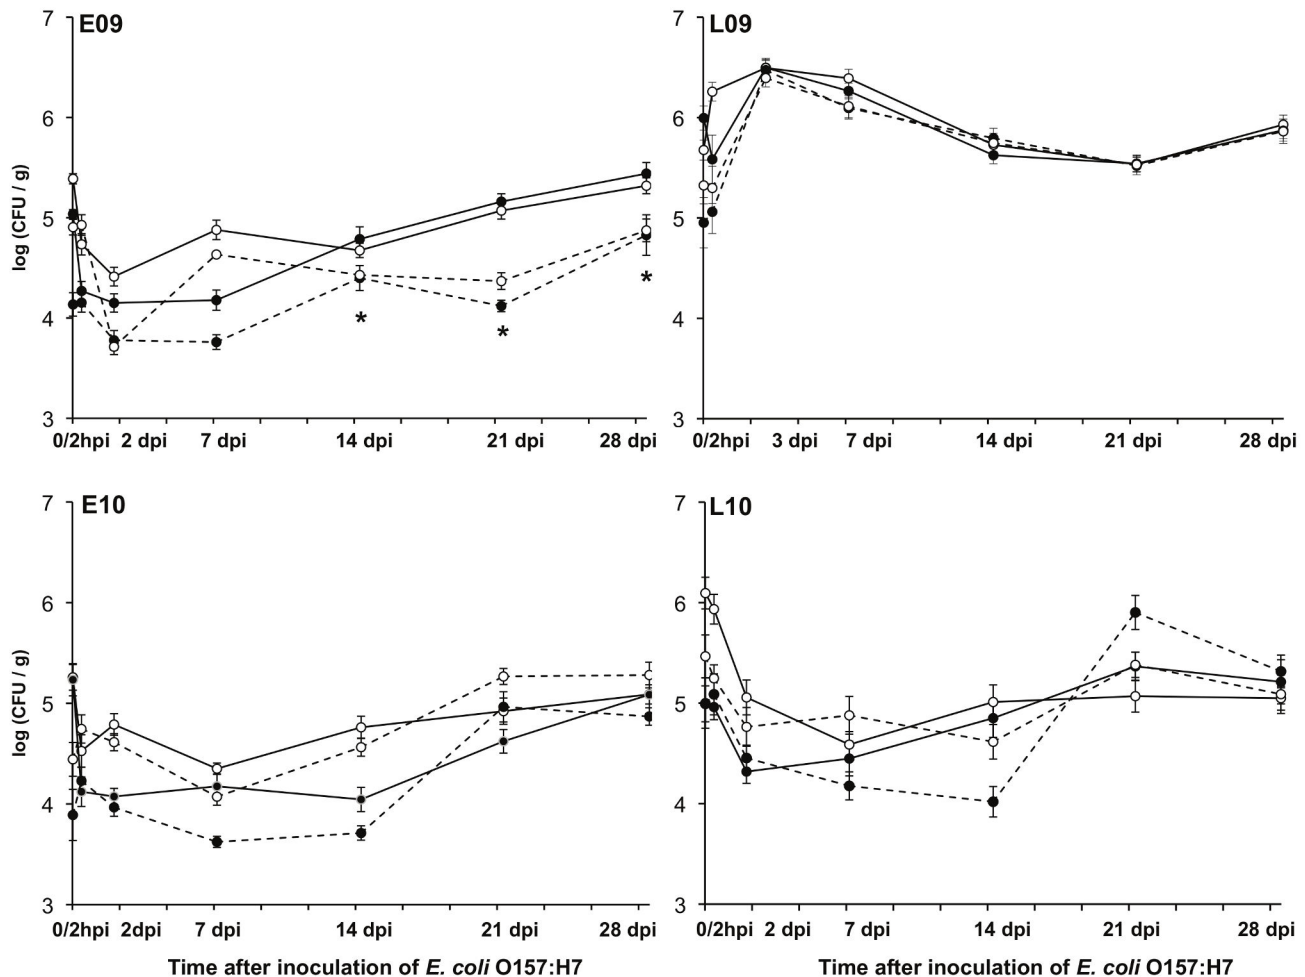 E09
7
6
5
4
3
log (CFU / g)
*
*
*
0/2hpi 2 dpi 7 dpi 14 dpi 21 dpi 28 dpi
L09
7
6
5
4
3
0/2hpi 3 dpi 7 dpi 14 dpi 21 dpi 28 dpi
E10
7
6
5
4
3
log (CFU / g)
0/2hpi 2dpi 7 dpi 14 dpi 21 dpi 28 dpi
Time after inoculation of E. coli O157:H7
L10
7
6
5
4
3
0/2hpi 2 dpi 7 dpi 14 dpi 21 dpi 28 dpi
Time after inoculation of E. coli O157:H7